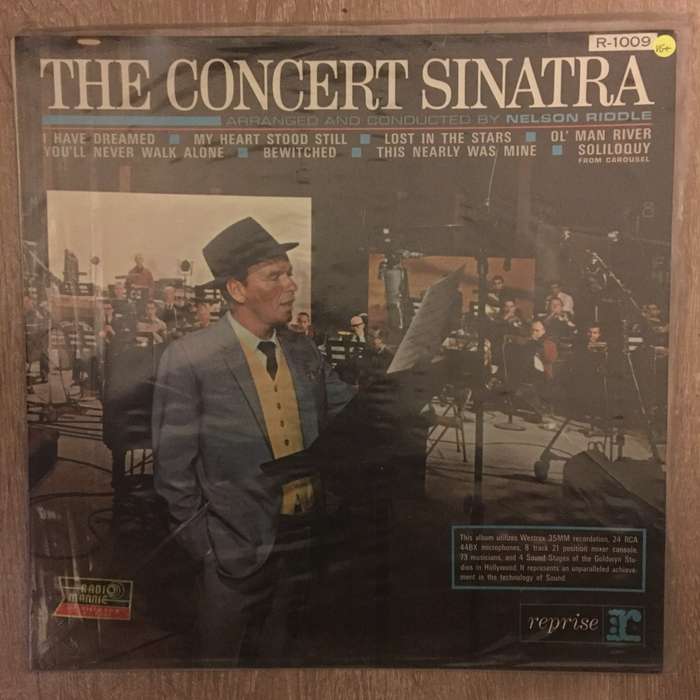 R-1009
THE CONCERT SINATRA
ARRANGED AND CONDUCTED BY NELSON RIDDLE
I HAVE DREAMED ■ MY HEART STOOD STILL ■ LOST IN THE STARS ■ OL' MAN RIVER
YOU'LL NEVER WALK ALONE ■ BEWITCHED ■ THIS NEARLY WAS MINE ■ SOLILOQUY
FROM CAROUSEL
This album utilizes Westrex 35MM recordation, 24 RCA
44BX microphones, 8 track 21 position mixer console,
73 musicians, and 4 Sound Stages of the Goldwyn Stu-
dios in Hollywood. It represents an unparalleled achieve-
ment in the technology of Sound.
RADIO
MANNIE
reprise r